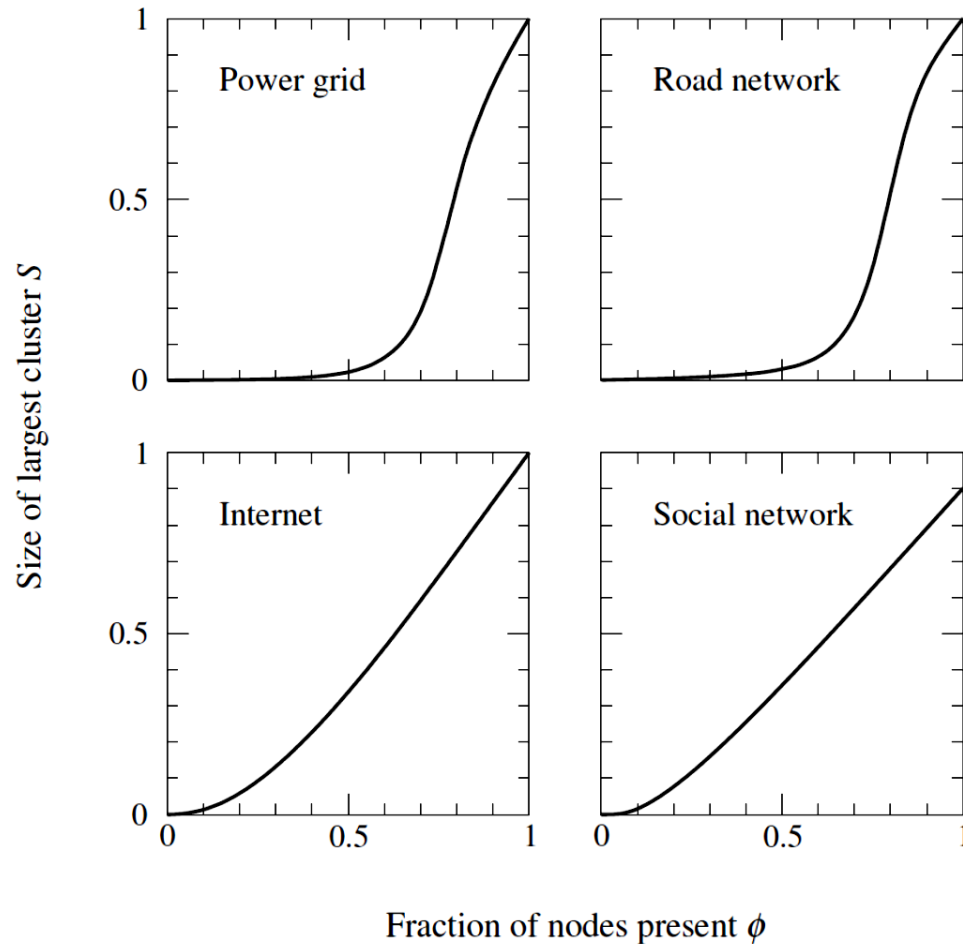 1
Power grid
Road network
0.5
0
1
Internet
Social network
0.5
0
0
0.5
1
0
0.5
Size of largest cluster S
Fraction of nodes present ϕ